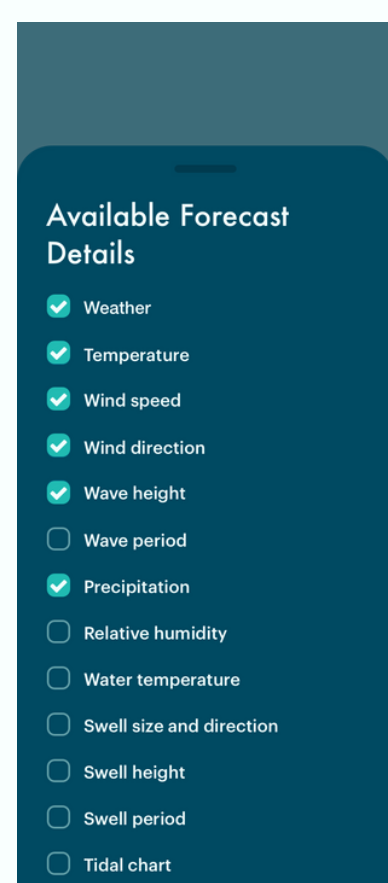 Available Forecast
Details
Weather
Temperature
Wind speed
Wind direction
Wave height
Wave period
Precipitation
Relative humidity
Water temperature
Swell size and direction
Swell height
Swell period
Tidal chart